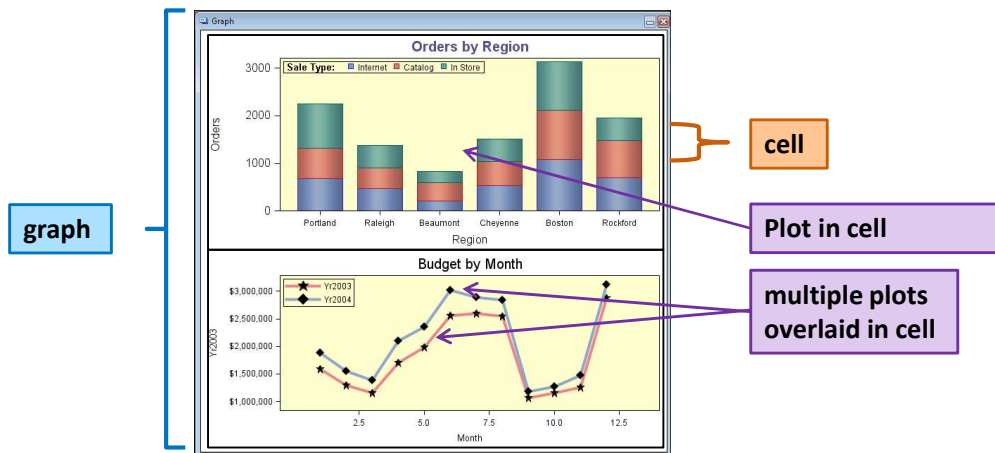 Graph
Orders by Region
Sale Type: Internet Catalog In Store
3000
2000
1000
0
Orders
Portland Raleigh Beaumont Cheyenne Boston Rockford
Region
cell
graph
Plot in cell
Budget by Month
Yr2003
Yr2004
$3,000,000
$2,500,000
$2,000,000
$1,500,000
$1,000,000
Yr2003
2.5 5.0 7.5 10.0 12.5
Month
multiple plots
overlaid in cell